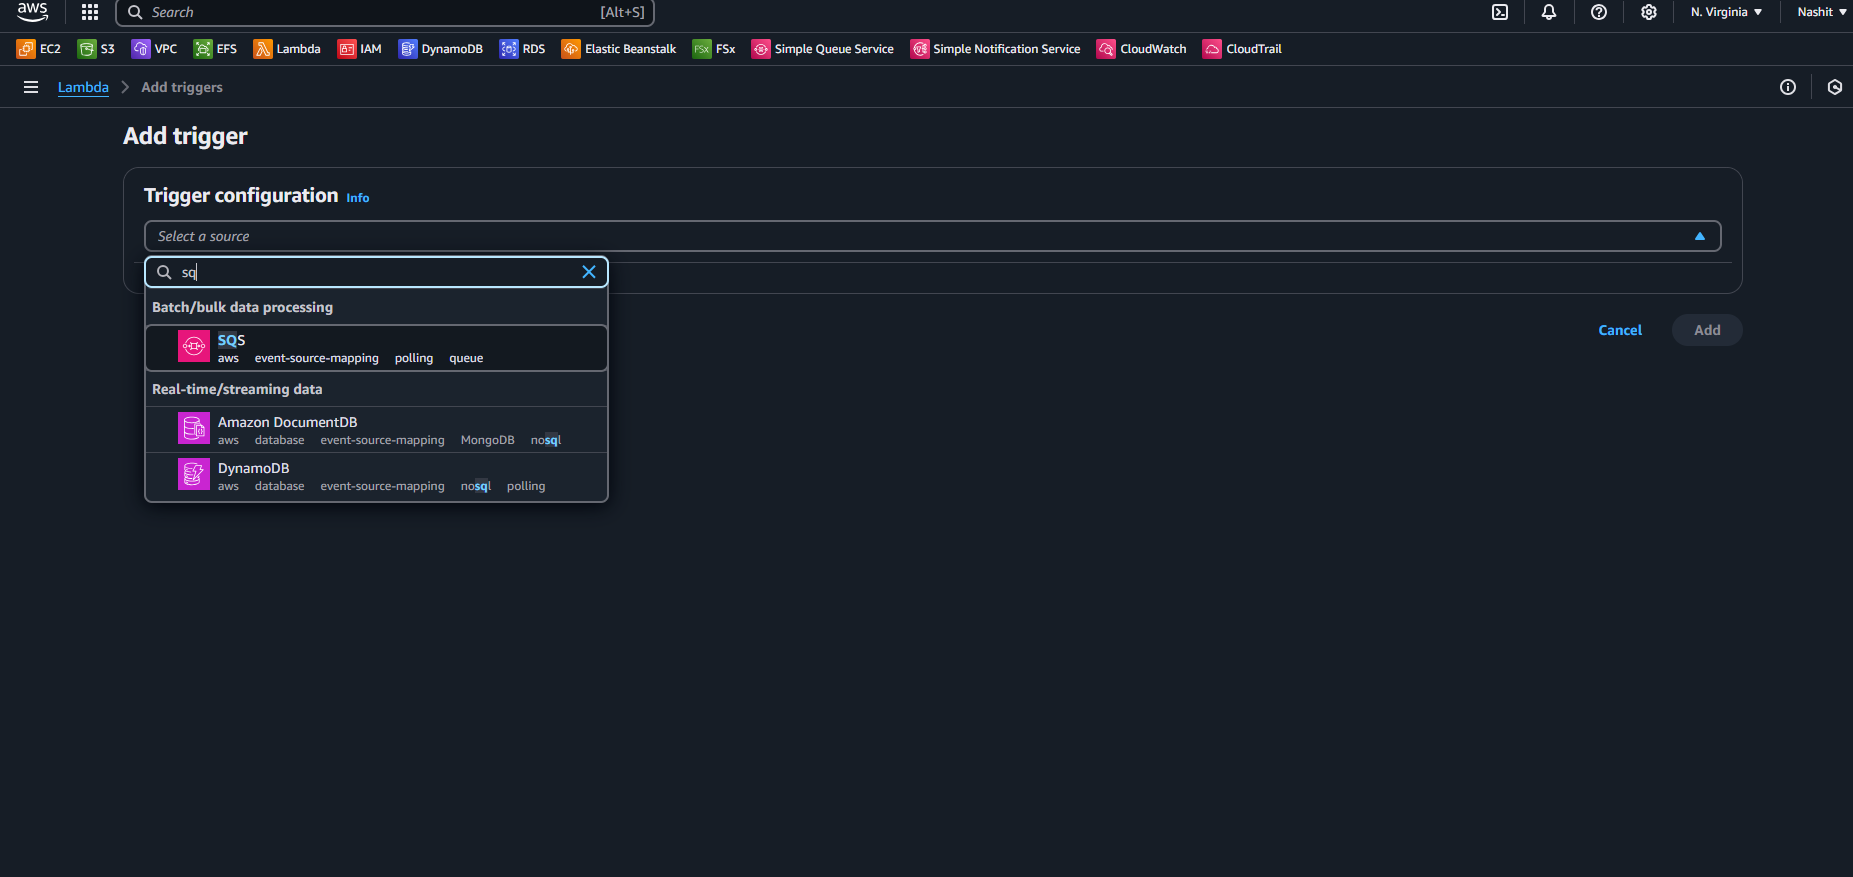 aws Search [Alt+S] N. Virginia Nashit
EC2 S3 VPC EFS Lambda IAM DynamoDB RDS Elastic Beanstalk FSx FSx Simple Queue Service Simple Notification Service CloudWatch CloudTrail
Lambda Add triggers
Add trigger
Trigger configuration Info
Select a source
sq
Batch/bulk data processing
SQS
aws event-source-mapping polling queue
Cancel Add
Real-time/streaming data
Amazon DocumentDB
aws database event-source-mapping MongoDB nosql
DynamoDB
aws database event-source-mapping nosql polling